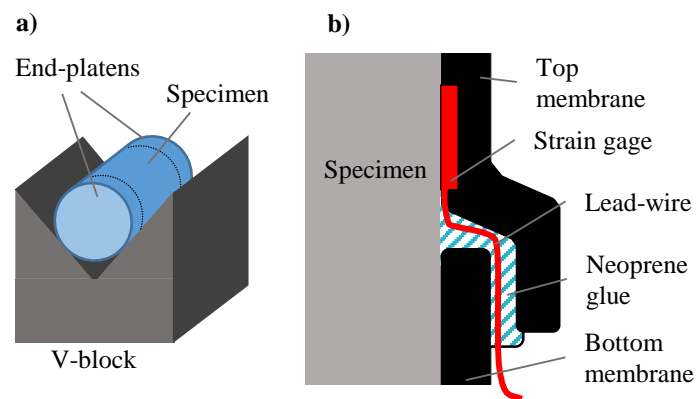 a)
End-platens
Specimen
V-block
b)
Top
membrane
Strain gage
Specimen
Lead-wire
Neoprene
glue
Bottom
membrane